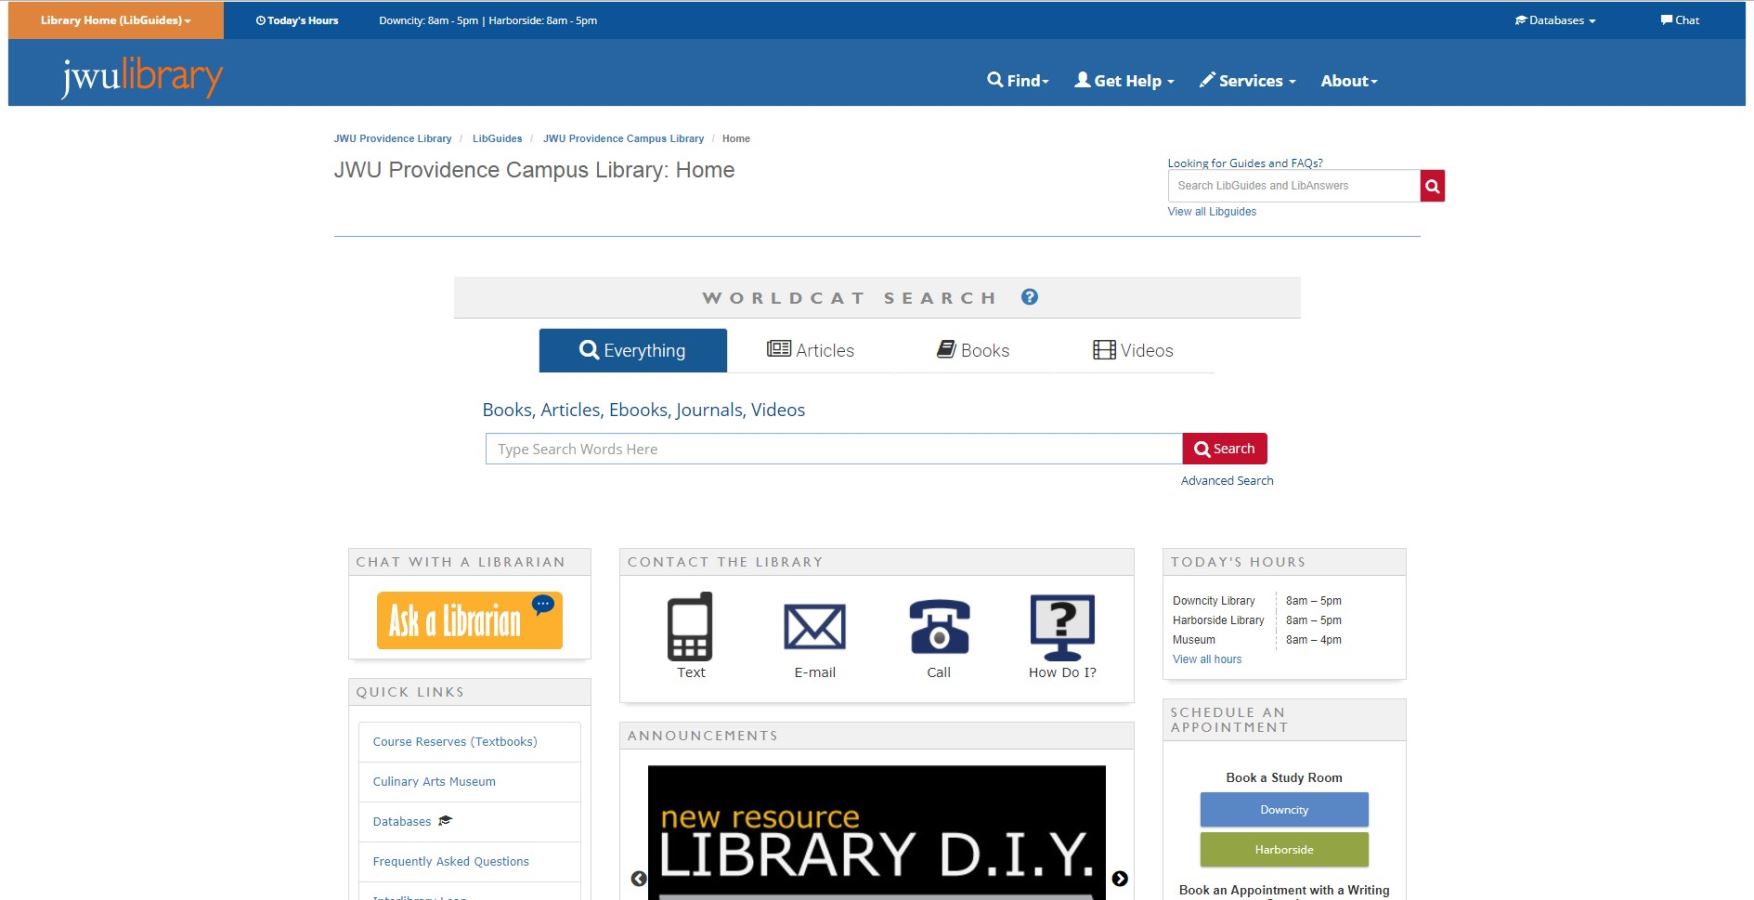 Library Home (LibGuides)
Today's Hours
Downcity: 8am - 5pm | Harborside: 8am - 5pm
Databases
Chat
jwulibrary
Find
Get Help
Services
About
JWU Providence Library / LibGuides / JWU Providence Campus Library / Home
JWU Providence Campus Library: Home
Looking for Guides and FAQs?
Search LibGuides and LibAnswers
View all Libguides
WORLDCAT SEARCH ?
Everything
Articles
Books
Videos
Books, Articles, Ebooks, Journals, Videos
Type Search Words Here
Search
Advanced Search
CHAT WITH A LIBRARIAN
Ask a Librarian
QUICK LINKS
Course Reserves (Textbooks)
Culinary Arts Museum
Databases
Frequently Asked Questions
CONTACT THE LIBRARY
?
Text
E-mail
Call
How Do I?
ANNOUNCEMENTS
new resource
LIBRARY D.I.Y.
TODAY'S HOURS
Downcity Library 8am – 5pm
Harborside Library 8am – 5pm
Museum 8am – 4pm
View all hours
SCHEDULE AN
APPOINTMENT
Book a Study Room
Downcity
Harborside
Book an Appointment with a Writing